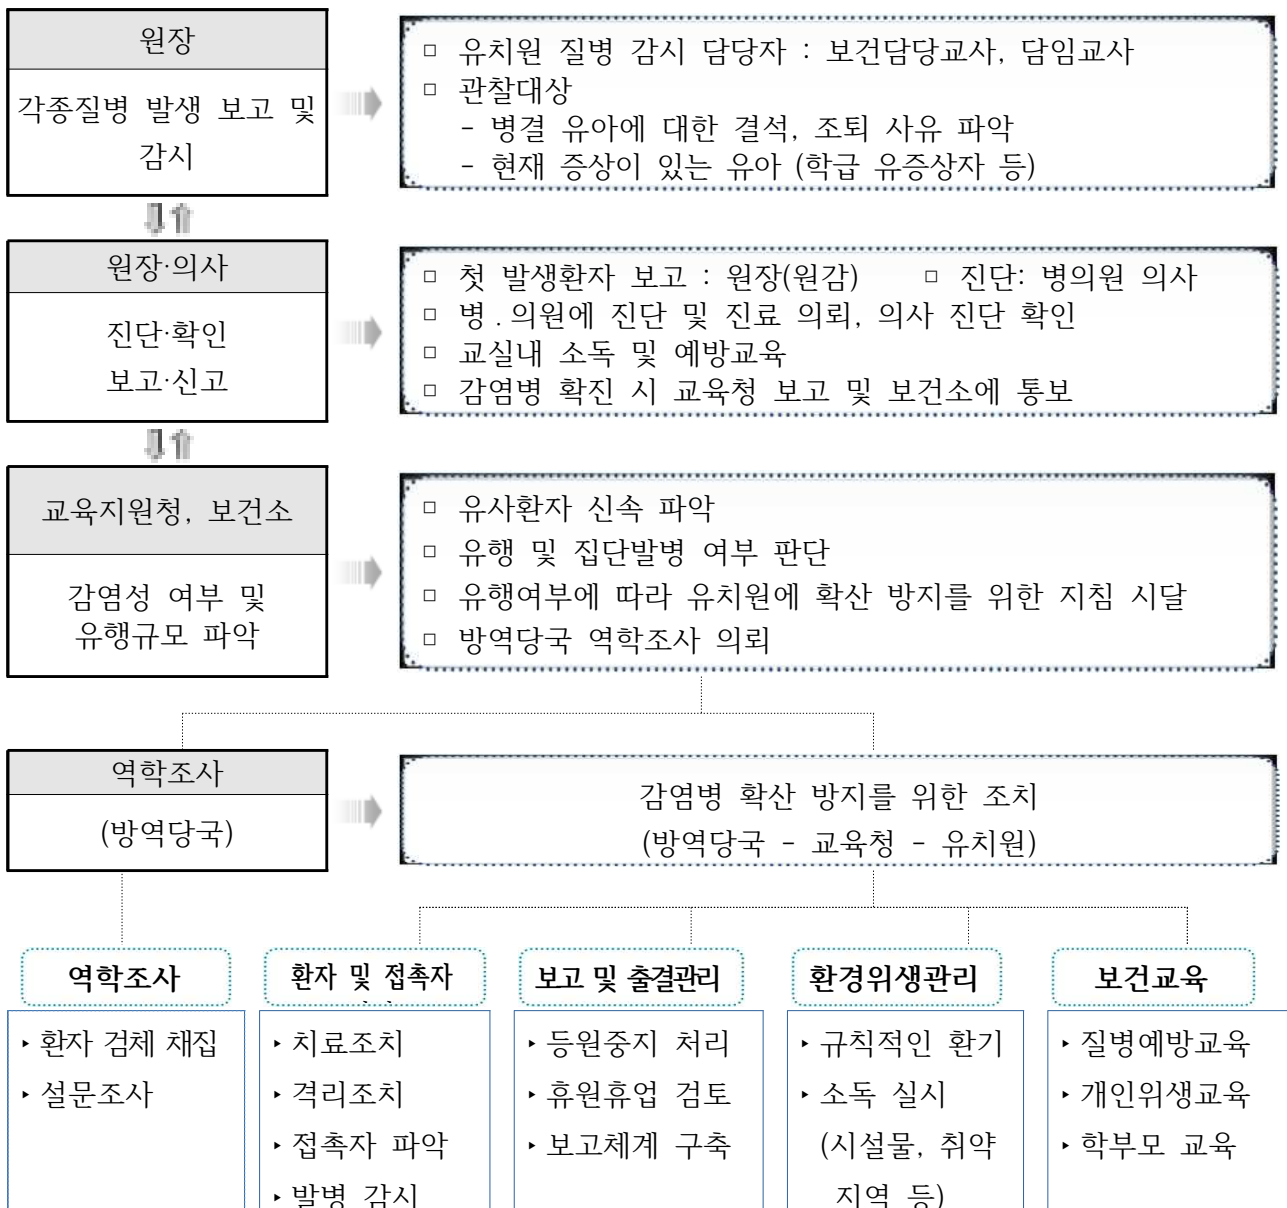 원장
각종질병 발생 보고 및
감시
▫ 유치원 질병 감시 담당자 : 보건담당교사, 담임교사
▫ 관찰대상
- 병결 유아에 대한 결석, 조퇴 사유 파악
- 현재 증상이 있는 유아 (학급 유증상자 등)
원장·의사
진단·확인
보고·신고
▫ 첫 발생환자 보고 : 원장(원감) ▫ 진단: 병의원 의사
▫ 병.의원에 진단 및 진료 의뢰, 의사 진단 확인
▫ 교실내 소독 및 예방교육
▫ 감염병 확진 시 교육청 보고 및 보건소에 통보
교육지원청, 보건소
감염성 여부 및
유행규모 파악
▫ 유사환자 신속 파악
▫ 유행 및 집단발병 여부 판단
▫ 유행여부에 따라 유치원에 확산 방지를 위한 지침 시달
▫ 방역당국 역학조사 의뢰
역학조사
(방역당국)
감염병 확산 방지를 위한 조치
(방역당국 - 교육청 - 유치원)
역학조사
‣ 환자 검체 채집
‣ 설문조사
환자 및 접촉자
‣ 치료조치
‣ 격리조치
‣ 접촉자 파악
‣ 발병 감시
보고 및 출결관리
‣ 등원중지 처리
‣ 휴원휴업 검토
‣ 보고체계 구축
환경위생관리
‣ 규칙적인 환기
‣ 소독 실시
(시설물, 취약
지역 등)
보건교육
‣ 질병예방교육
‣ 개인위생교육
‣ 학부모 교육